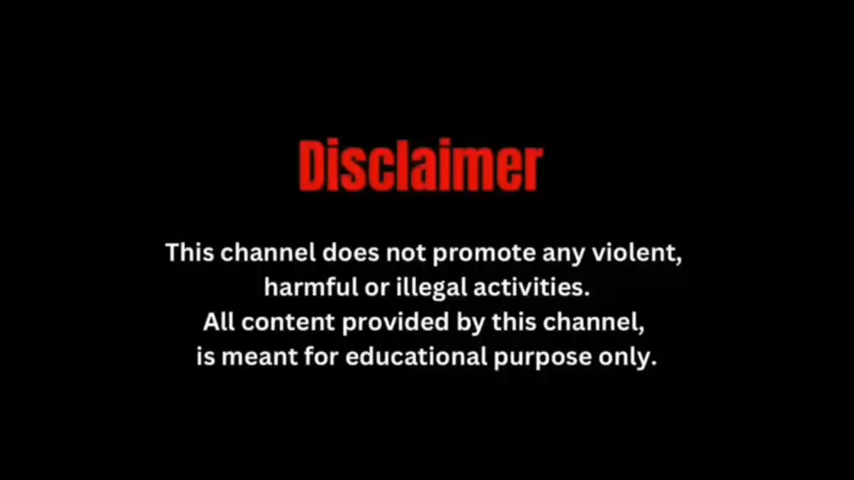 Disclaimer
This channel does not promote any violent,
harmful or illegal activities.
All content provided by this channel,
is meant for educational purpose only.